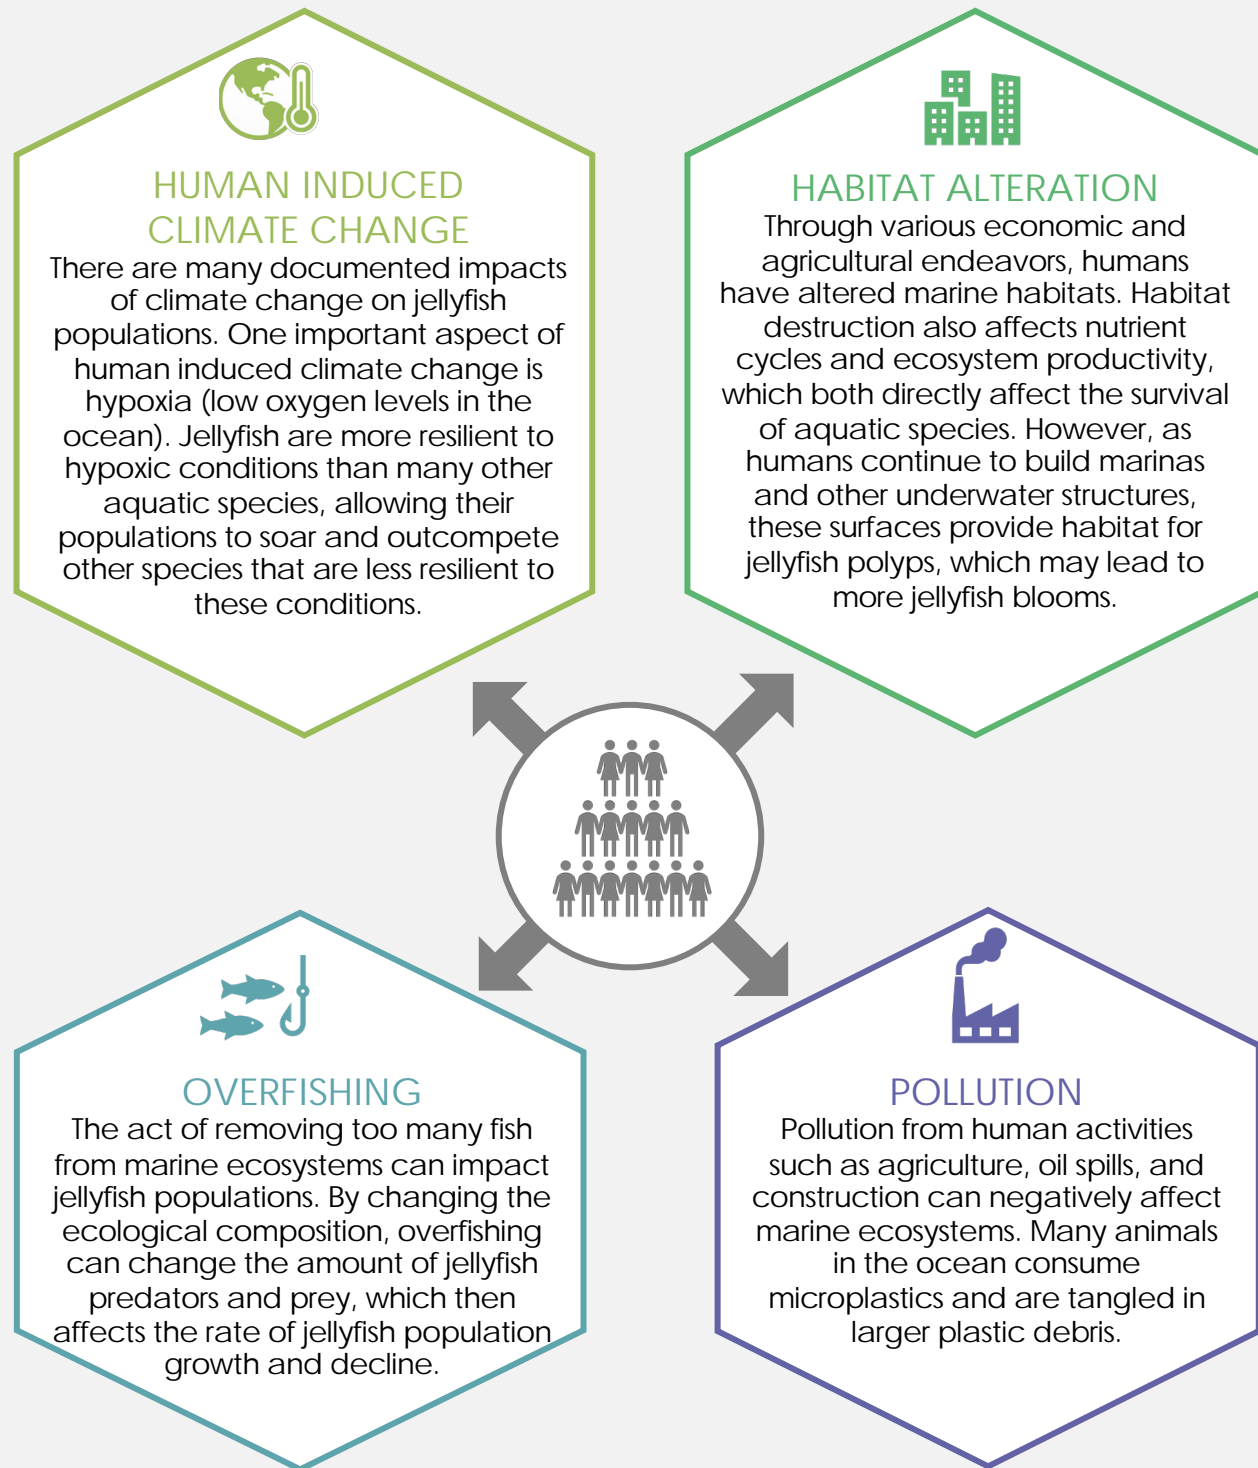 HUMAN INDUCED
CLIMATE CHANGE
There are many documented impacts
of climate change on jellyfish
populations. One important aspect of
human induced climate change is
hypoxia (low oxygen levels in the
ocean). Jellyfish are more resilient to
hypoxic conditions than many other
aquatic species, allowing their
populations to soar and outcompete
other species that are less resilient to
these conditions.
HABITAT ALTERATION
Through various economic and
agricultural endeavors, humans
have altered marine habitats. Habitat
destruction also affects nutrient
cycles and ecosystem productivity,
which both directly affect the survival
of aquatic species. However, as
humans continue to build marinas
and other underwater structures,
these surfaces provide habitat for
jellyfish polyps, which may lead to
more jellyfish blooms.
OVERFISHING
The act of removing too many fish
from marine ecosystems can impact
jellyfish populations. By changing the
ecological composition, overfishing
can change the amount of jellyfish
predators and prey, which then
affects the rate of jellyfish population
growth and decline.
POLLUTION
Pollution from human activities
such as agriculture, oil spills, and
construction can negatively affect
marine ecosystems. Many animals
in the ocean consume
microplastics and are tangled in
larger plastic debris.